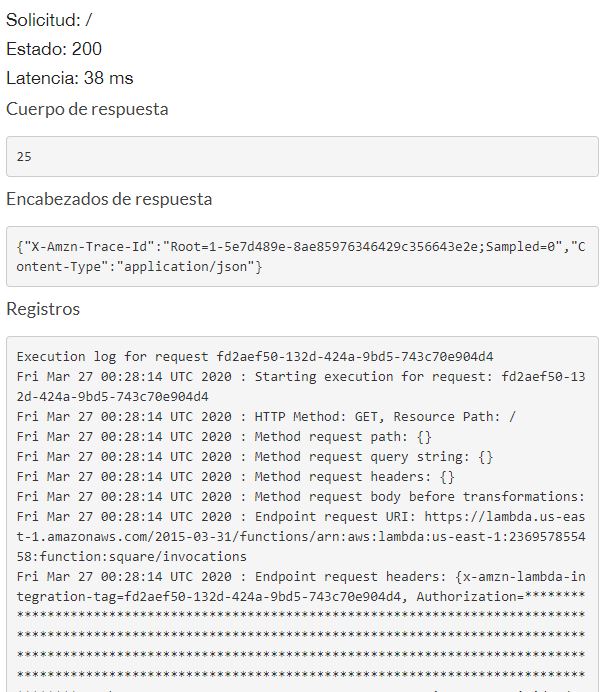 Solicitud: /
Estado: 200
Latencia: 38 ms
Cuerpo de respuesta
25
Encabezados de respuesta
{"X-Amzn-Trace-Id":"Root=1-5e7d489e-8ae85976346429c356643e2e;Sampled=0","C
ontent-Type":"application/json"}
Registros
Execution log for request fd2aef50-132d-424a-9bd5-743c70e904d4
Fri Mar 27 00:28:14 UTC 2020 : Starting execution for request: fd2aef50-13
2d-424a-9bd5-743c70e904d4
Fri Mar 27 00:28:14 UTC 2020 : HTTP Method: GET, Resource Path: /
Fri Mar 27 00:28:14 UTC 2020 : Method request path: {}
Fri Mar 27 00:28:14 UTC 2020 : Method request query string: {}
Fri Mar 27 00:28:14 UTC 2020 : Method request headers: {}
Fri Mar 27 00:28:14 UTC 2020 : Method request body before transformations:
Fri Mar 27 00:28:14 UTC 2020 : Endpoint request URI: https://lambda.us-eas
t-1.amazonaws.com/2015-03-31/functions/arn:aws:lambda:us-east-1:2369578554
58:function:square/invocations
Fri Mar 27 00:28:14 UTC 2020 : Endpoint request headers: {x-amzn-lambda-in
tegration-tag=fd2aef50-132d-424a-9bd5-743c70e904d4, Authorization=********
**************************************************************************
**************************************************************************
**************************************************************************
**************************************************************************